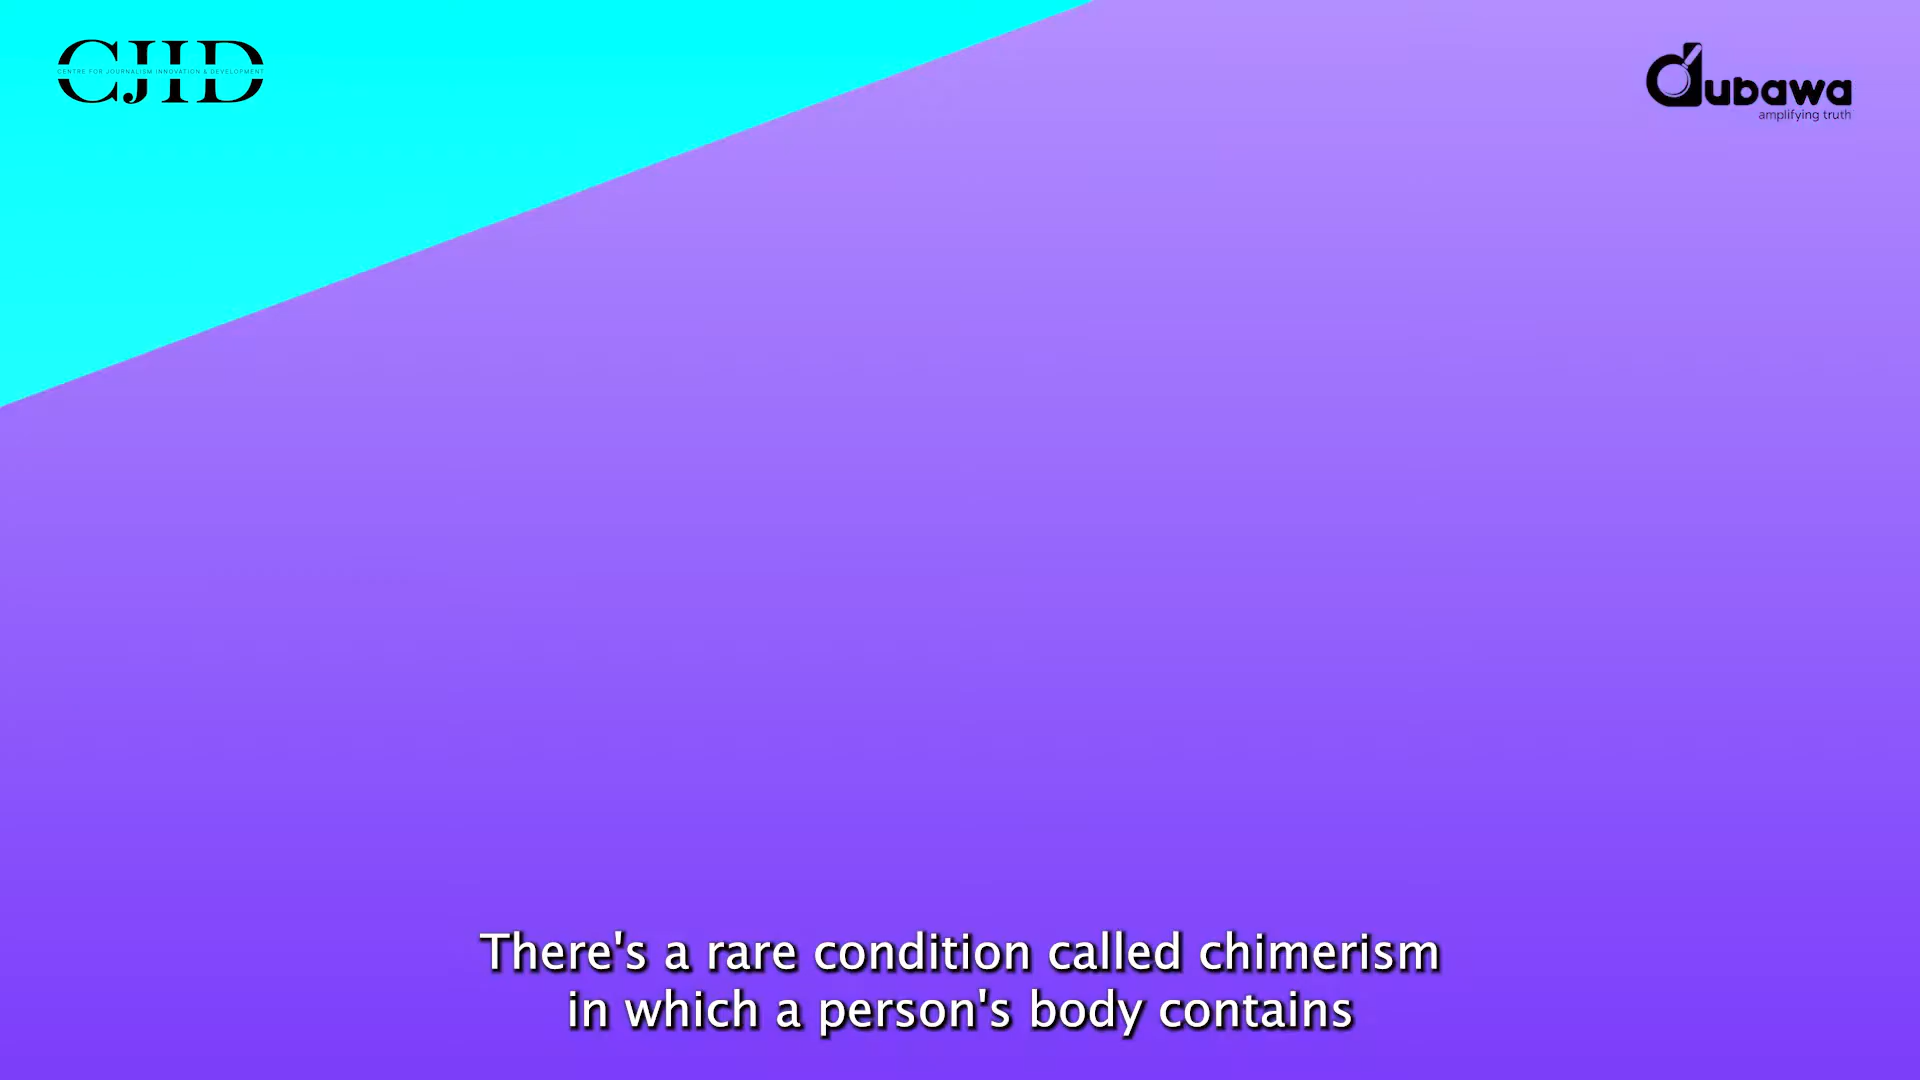 CJID
CENTRE FOR JOURNALISM INNOVATION & DEVELOPMENT
dubawa
amplifying truth
There's a rare condition called chimerism
in which a person's body contains